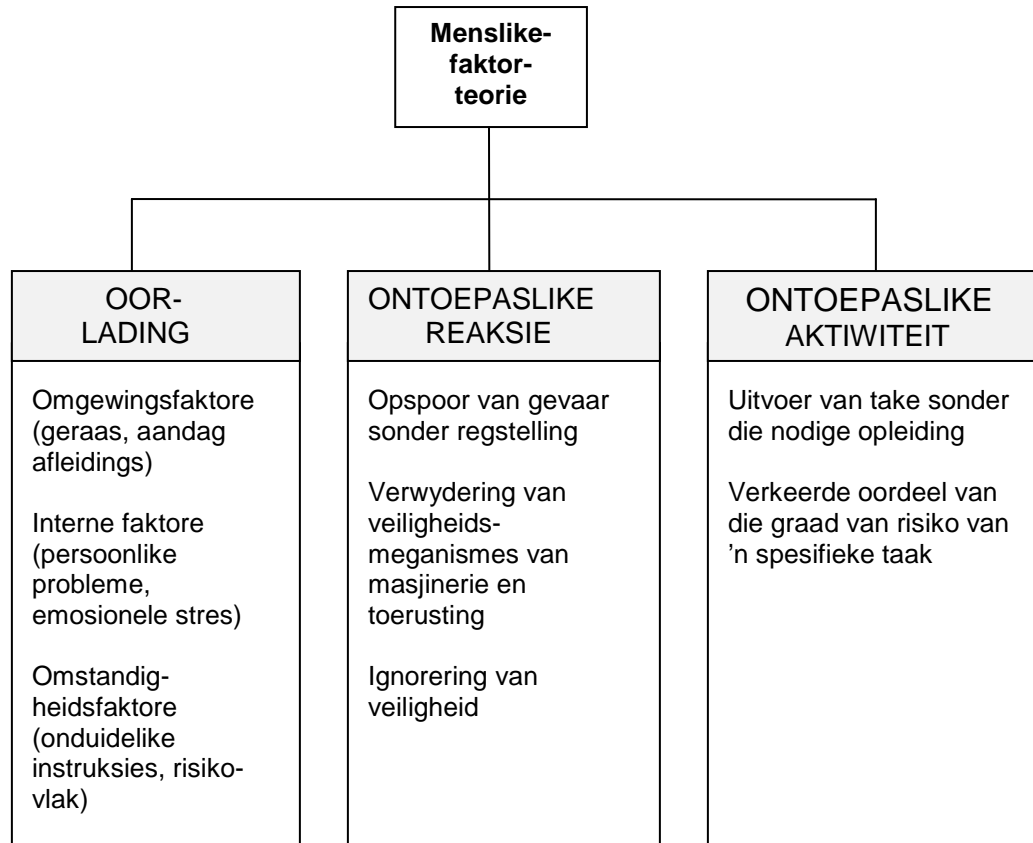 Menslike-
faktor-
teorie
OOR-
LADING
Omgewingsfaktore
(geraas, aandag
afleidings)
Interne faktore
(persoonlike
probleme,
emosionele stres)
Omstandig-
heidsfaktore
(onduidelike
instruksies, risiko-
vlak)
ONTOEPASLIKE
REAKSIE
Opspoor van gevaar
sonder regstelling
Verwydering van
veiligheids-
meganismes van
masjinerie en
toerusting
Ignorering van
veiligheid
ONTOEPASLIKE
AKTIWITEIT
Uitvoer van take sonder
die nodige opleiding
Verkeerde oordeel van
die graad van risiko van
’n spesifieke taak